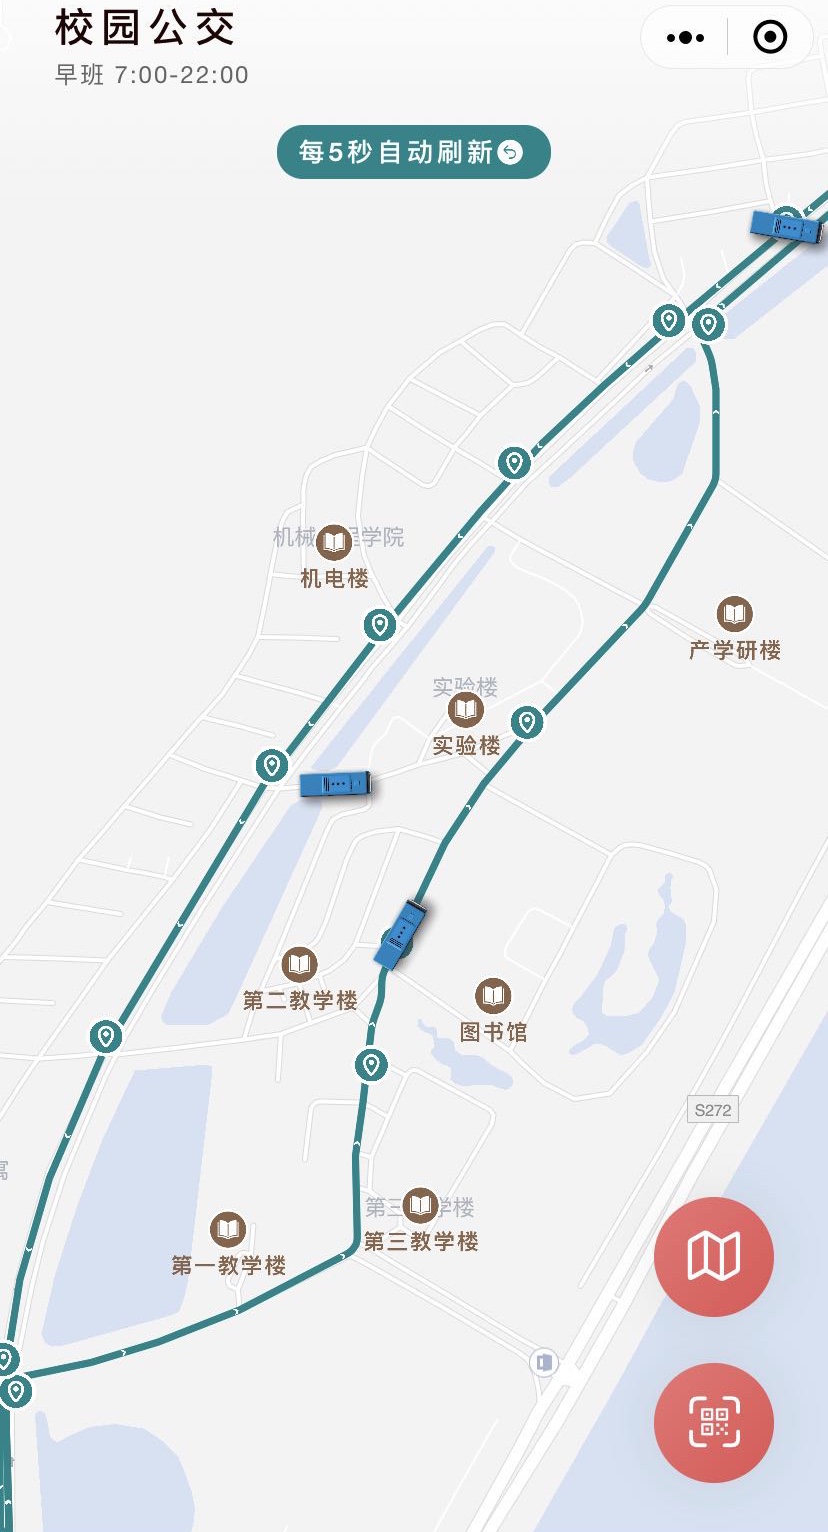 校园公交
早班 7:00-22:00
每5秒自动刷新
机械
程学院
机电楼
产学研楼
实验楼
实验楼
第二教学楼
图书馆
S272
第三
学楼
第三教学楼
第一教学楼